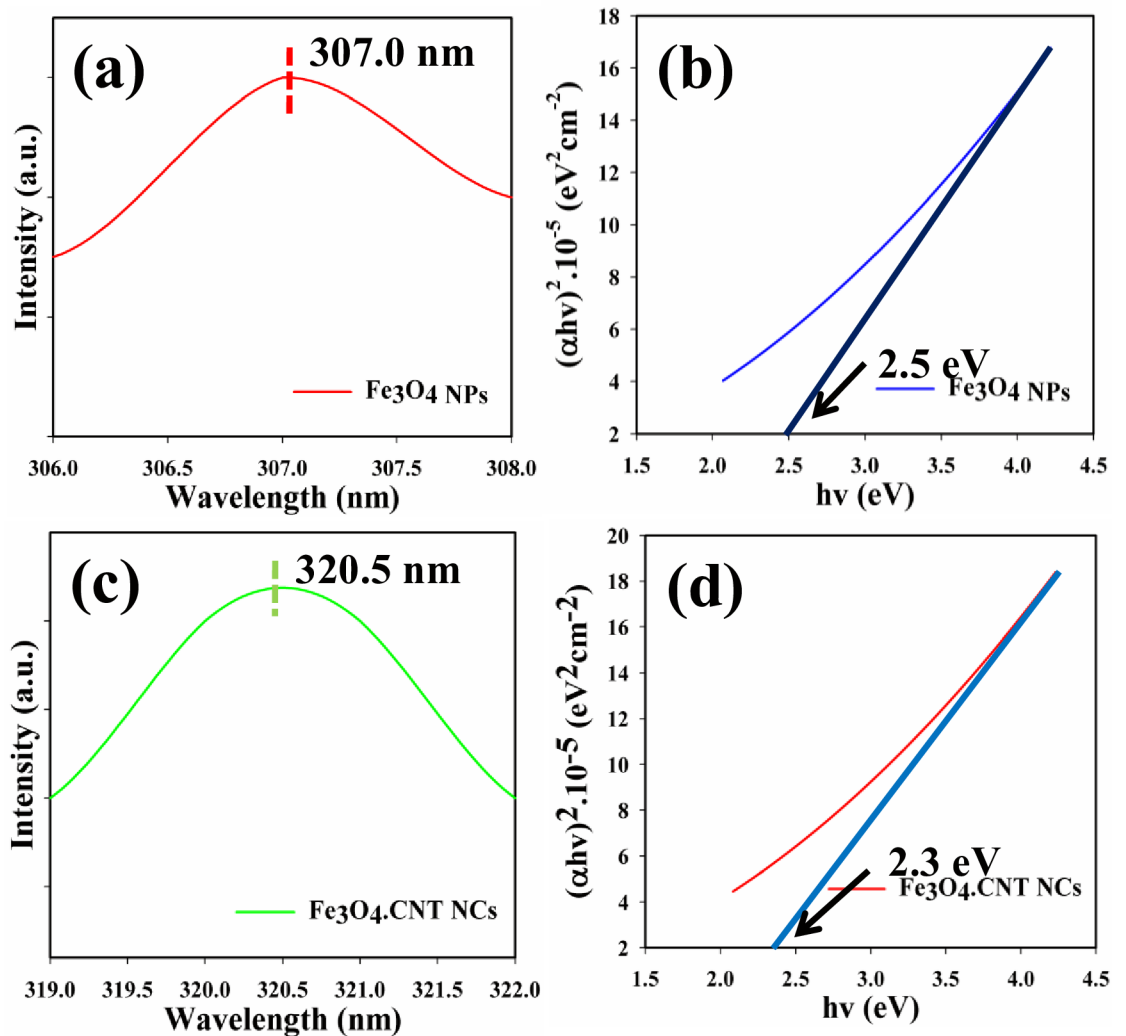 (a)
307.0 nm
Intensity (a.u.)
Fe3O4 NPs
306.0 306.5 307.0 307.5 308.0
Wavelength (nm)
(b)
18
16
14
12
10
8
6
4
2
(αhν)².10⁻⁵ (eV²cm⁻²)
2.5 eV
Fe3O4 NPs
1.5 2.0 2.5 3.0 3.5 4.0 4.5
hν (eV)
(c)
320.5 nm
Intensity (a.u.)
Fe3O4.CNT NCs
319.0 319.5 320.0 320.5 321.0 321.5 322.0
Wavelength (nm)
(d)
20
18
16
14
12
10
8
6
4
2
(αhν)².10⁻⁵ (eV²cm⁻²)
2.3 eV
Fe3O4.CNT NCs
1.5 2.0 2.5 3.0 3.5 4.0 4.5
hν (eV)